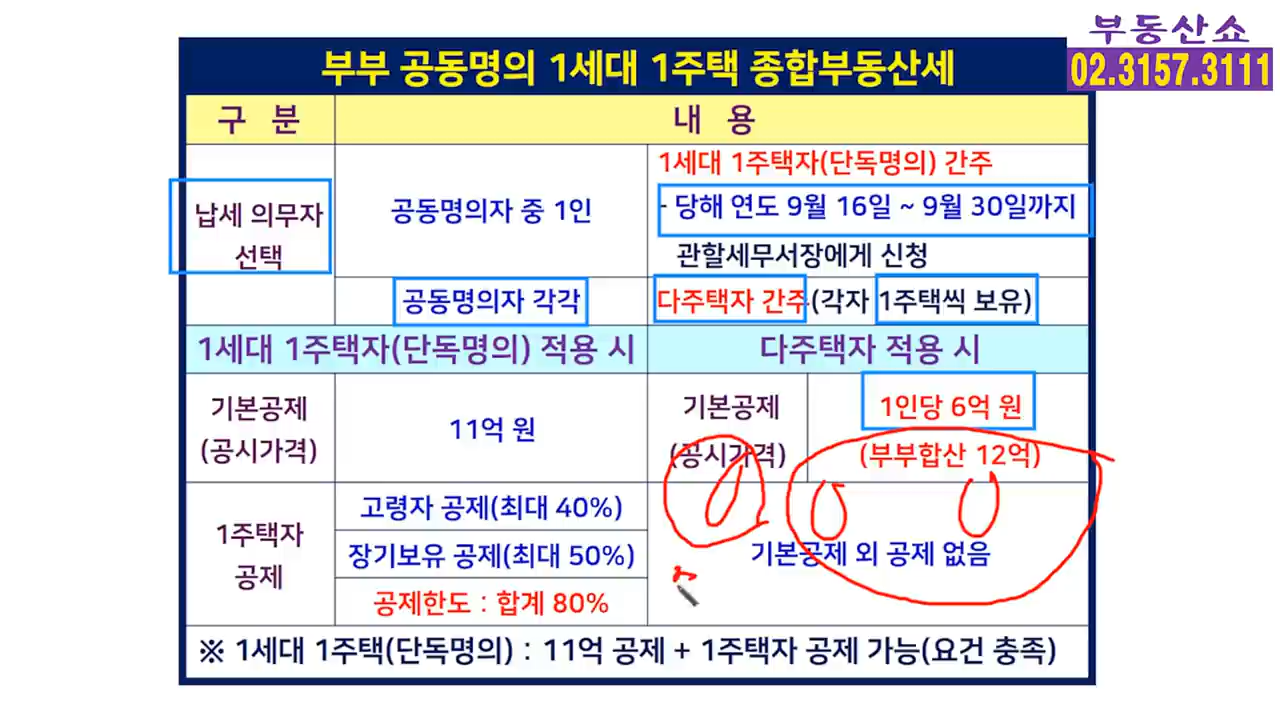 부동산쇼
02.3157.3111
부부 공동명의 1세대 1주택 종합부동산세
구 분
내 용
납세 의무자
선택
공동명의자 중 1인
1세대 1주택자(단독명의) 간주
- 당해 연도 9월 16일 ~ 9월 30일까지
관할세무서장에게 신청
공동명의자 각각
다주택자 간주(각자 1주택씩 보유)
1세대 1주택자(단독명의) 적용 시
다주택자 적용 시
기본공제
(공시가격)
11억 원
기본공제
(공시가격)
1인당 6억 원
(부부합산 12억)
1주택자
공제
고령자 공제(최대 40%)
장기보유 공제(최대 50%)
공제한도 : 합계 80%
기본공제 외 공제 없음
※ 1세대 1주택(단독명의) : 11억 공제 + 1주택자 공제 가능(요건 충족)